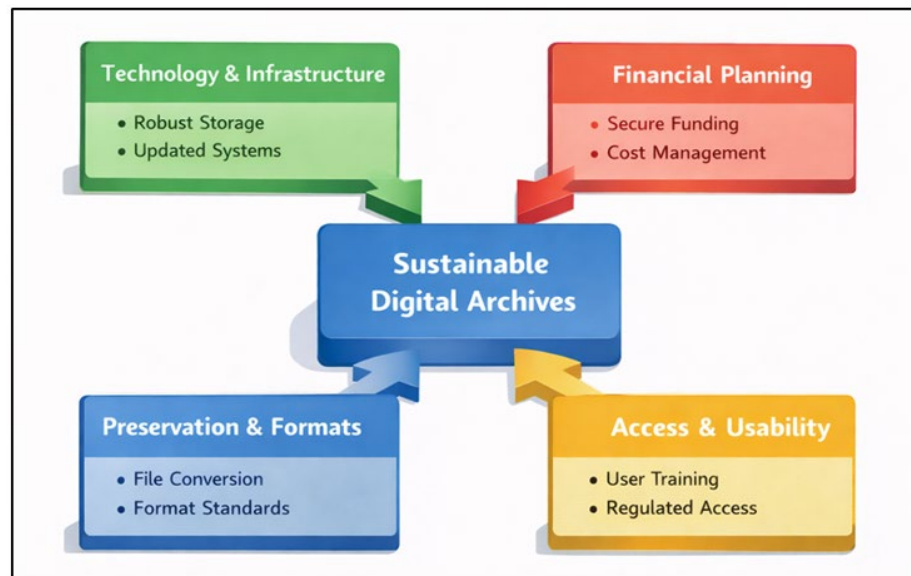 Technology & Infrastructure
• Robust Storage
• Updated Systems
Financial Planning
• Secure Funding
• Cost Management
Sustainable
Digital Archives
Preservation & Formats
• File Conversion
• Format Standards
Access & Usability
• User Training
• Regulated Access